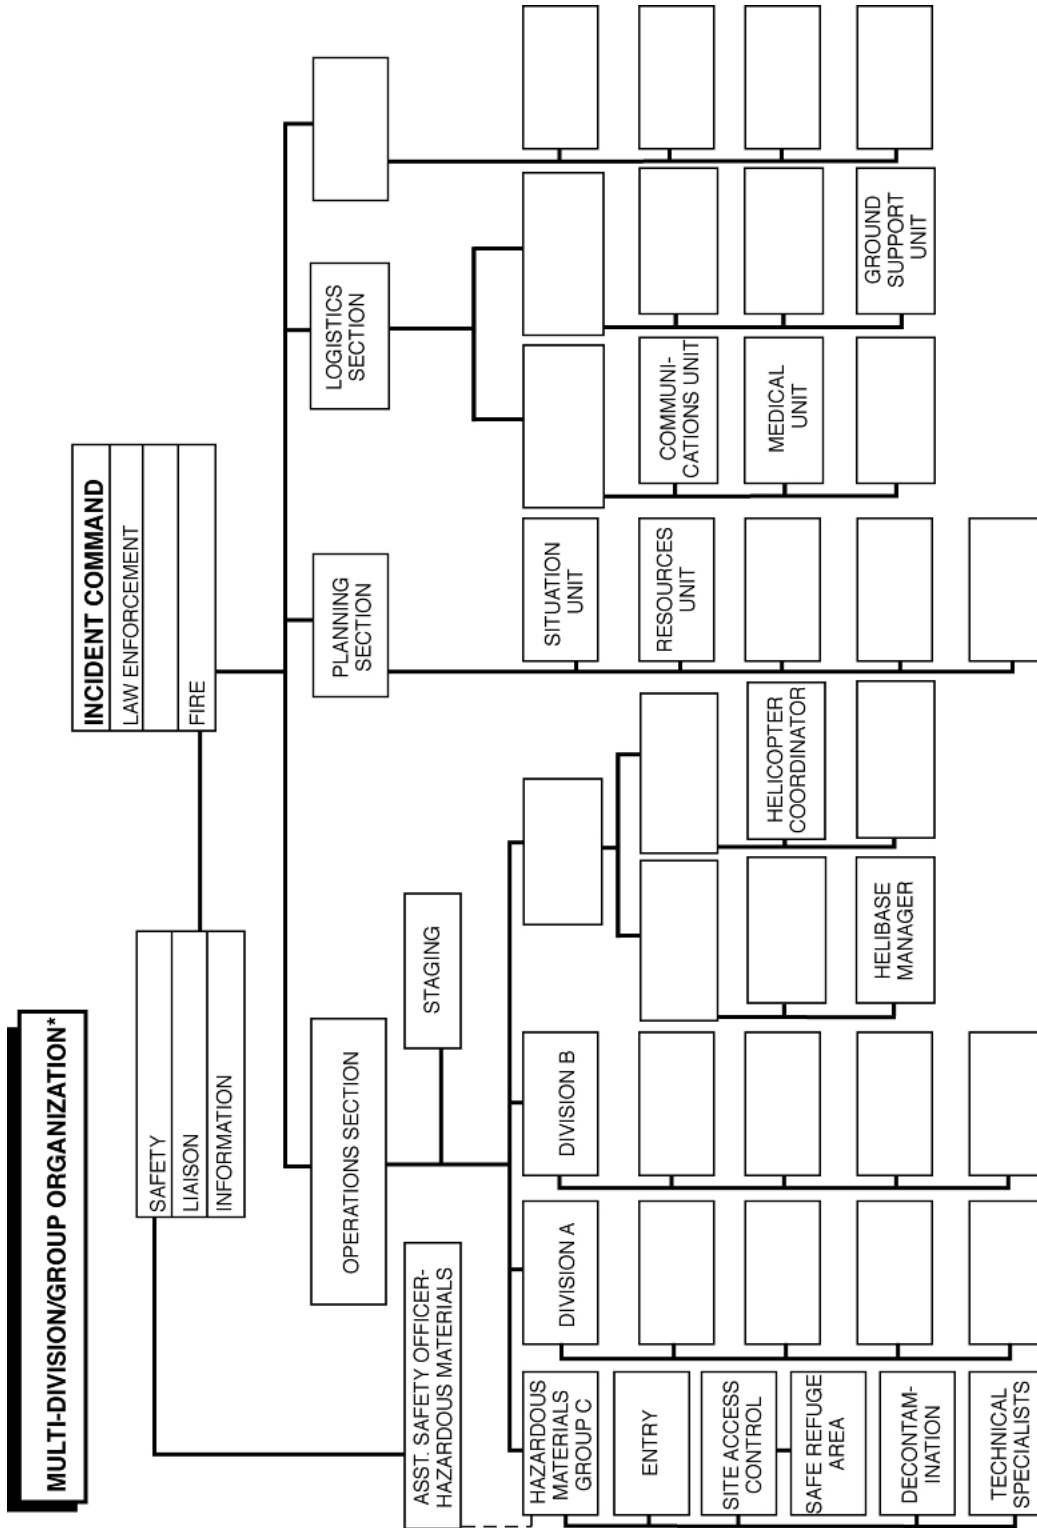 MULTI-DIVISION/GROUP ORGANIZATION*
INCIDENT COMMAND
LAW ENFORCEMENT
FIRE
SAFETY
LIAISON
INFORMATION
OPERATIONS SECTION
PLANNING
SECTION
LOGISTICS
SECTION
ASST. SAFETY OFFICER-
HAZARDOUS MATERIALS
STAGING
HAZARDOUS
MATERIALS
GROUP C
DIVISION A
DIVISION B
SITUATION
UNIT
ENTRY
RESOURCES
UNIT
COMMUNI-
CATIONS UNIT
SITE ACCESS
CONTROL
HELICOPTER
COORDINATOR
MEDICAL
UNIT
SAFE REFUGE
AREA
DECONTAM-
INATION
HELIBASE
MANAGER
GROUND
SUPPORT
UNIT
TECHNICAL
SPECIALISTS